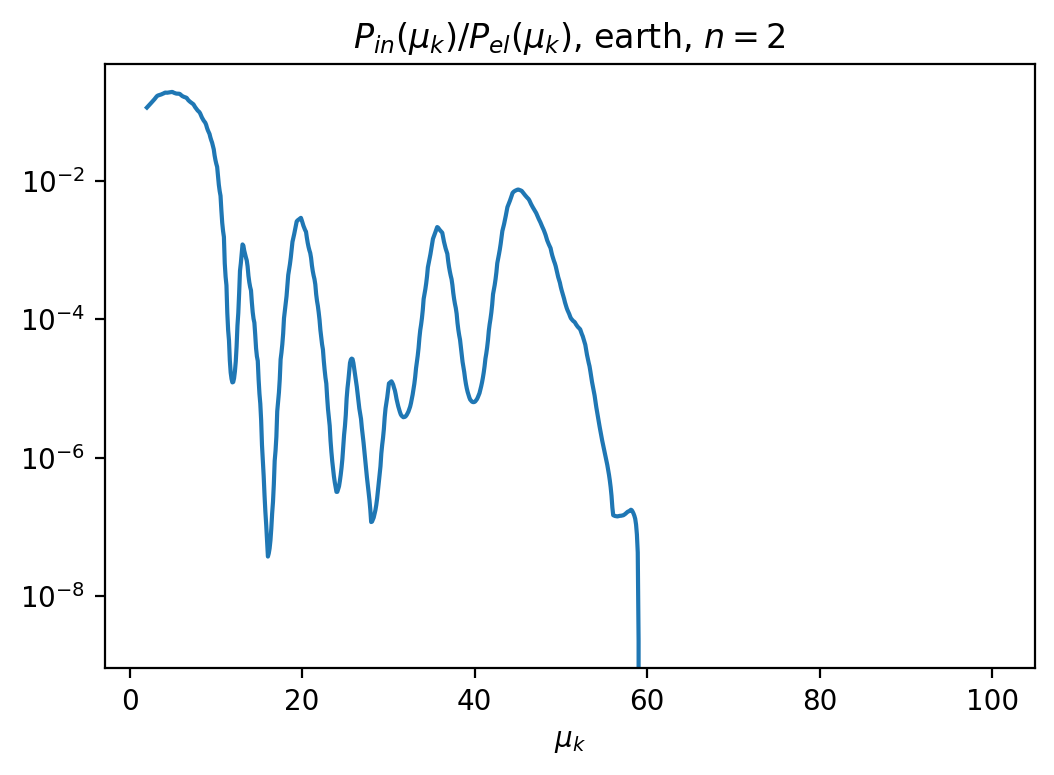 $P_{in}(\mu_k)/P_{el}(\mu_k)$, earth, $n = 2$
$10^{-2}$
$10^{-4}$
$10^{-6}$
$10^{-8}$
0 20 40 60 80 100
$\mu_k$